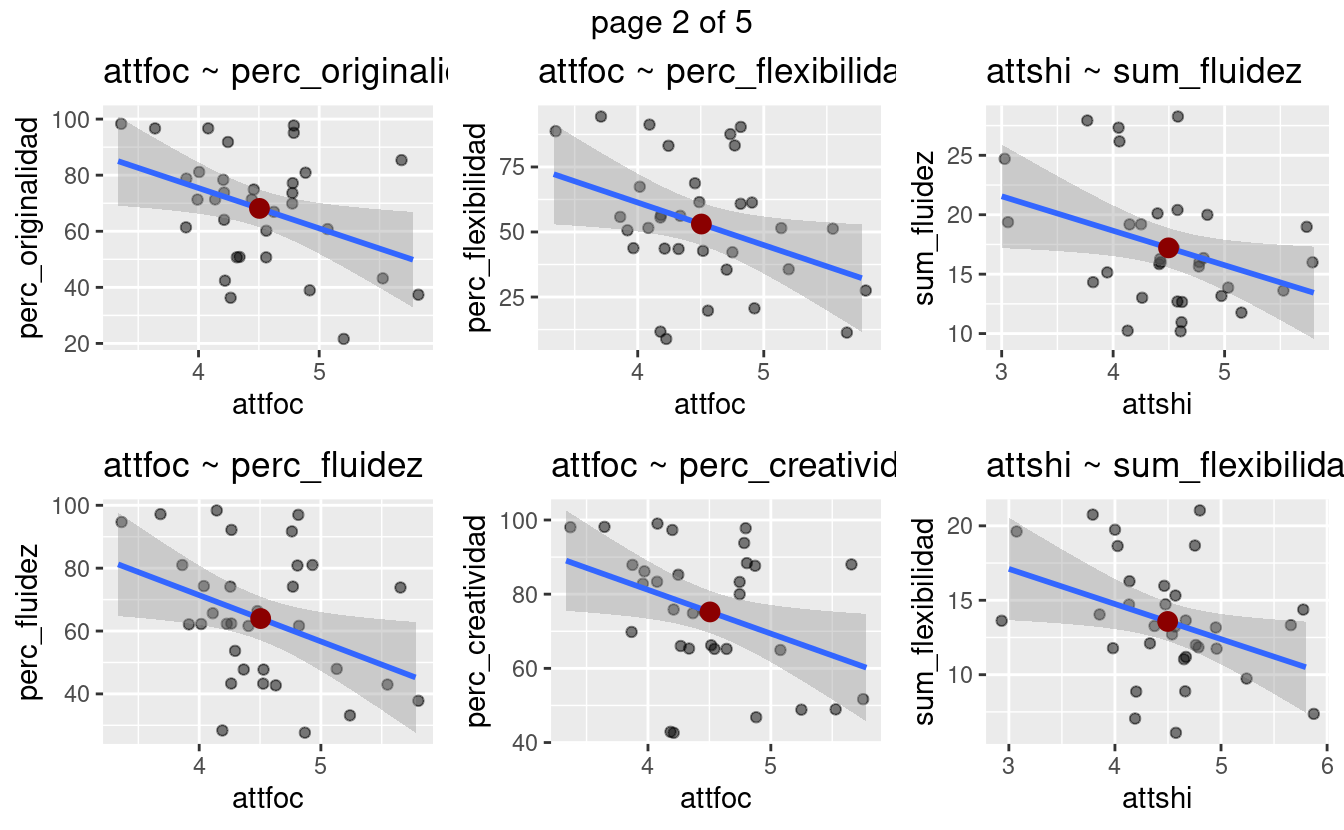 page 2 of 5
attfoc ~ perc_originali
perc_originalidad
100
80
60
40
20
4 5
attfoc
attfoc ~ perc_flexibilida
perc_flexibilidad
75
50
25
4 5
attfoc
attshi ~ sum_fluidez
sum_fluidez
25
20
15
10
3 4 5
attshi
attfoc ~ perc_fluidez
perc_fluidez
100
80
60
40
4 5
attfoc
attfoc ~ perc_creativid
perc_creatividad
100
80
60
40
4 5
attfoc
attshi ~ sum_flexibilida
sum_flexibilidad
20
15
10
3 4 5 6
attshi